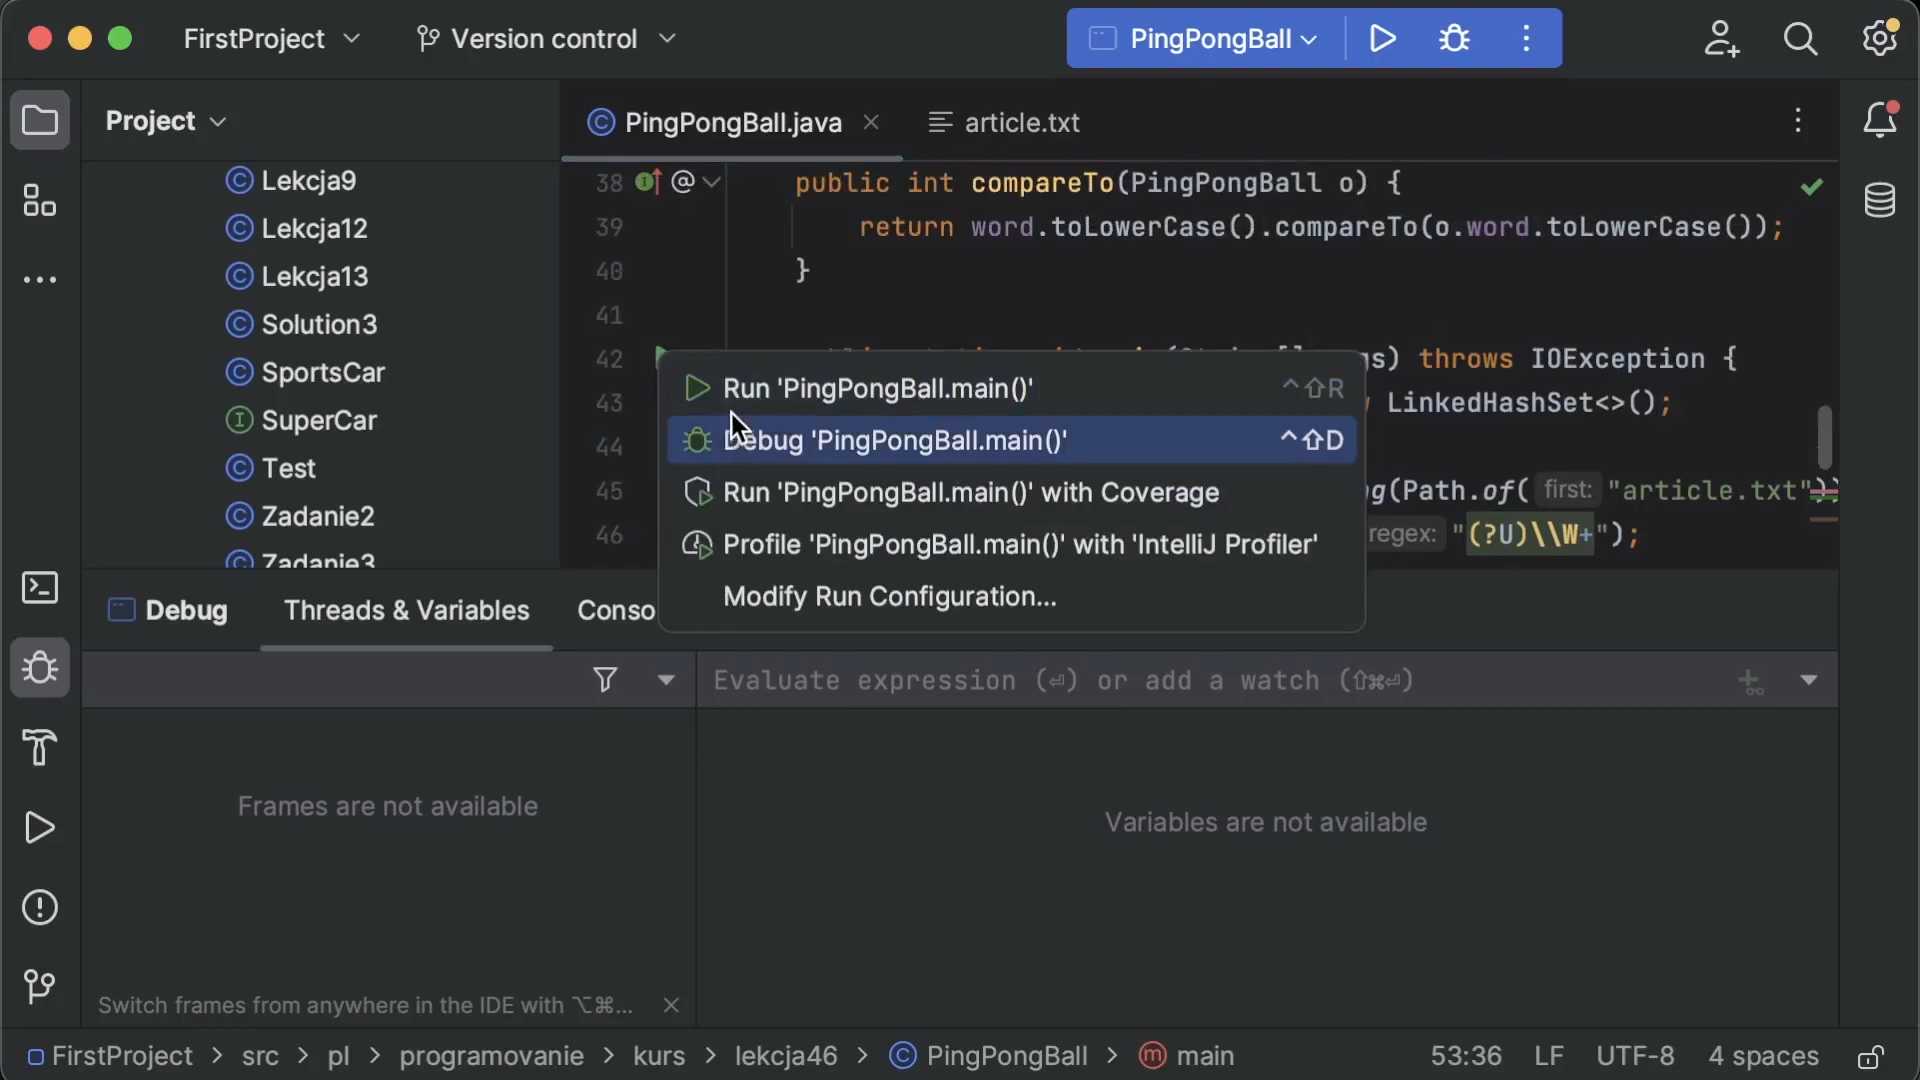 FirstProject
Version control
PingPongBall
Project
PingPongBall.java
article.txt
Lekcja9
Lekcja12
Lekcja13
Solution3
SportsCar
SuperCar
Test
Zadanie2
Zadanie3
38 @ public int compareTo(PingPongBall o) {
39 return word.toLowerCase().compareTo(o.word.toLowerCase());
40 }
41
42 throws IOException {
43 LinkedHashSet<>();
44
45 (Path.of( first: "article.txt"))
46 regex: "(?U)\\W+");
Run 'PingPongBall.main()' ^⇧R
Debug 'PingPongBall.main()' ^⇧D
Run 'PingPongBall.main()' with Coverage
Profile 'PingPongBall.main()' with 'IntelliJ Profiler'
Modify Run Configuration...
Debug
Threads & Variables
Conso
Evaluate expression (⏎) or add a watch (⇧⌘⏎)
Frames are not available
Variables are not available
Switch frames from anywhere in the IDE with ⌥⌘...
FirstProject > src > pl > programovanie > kurs > lekcja46 > PingPongBall > main
53:36 LF UTF-8 4 spaces